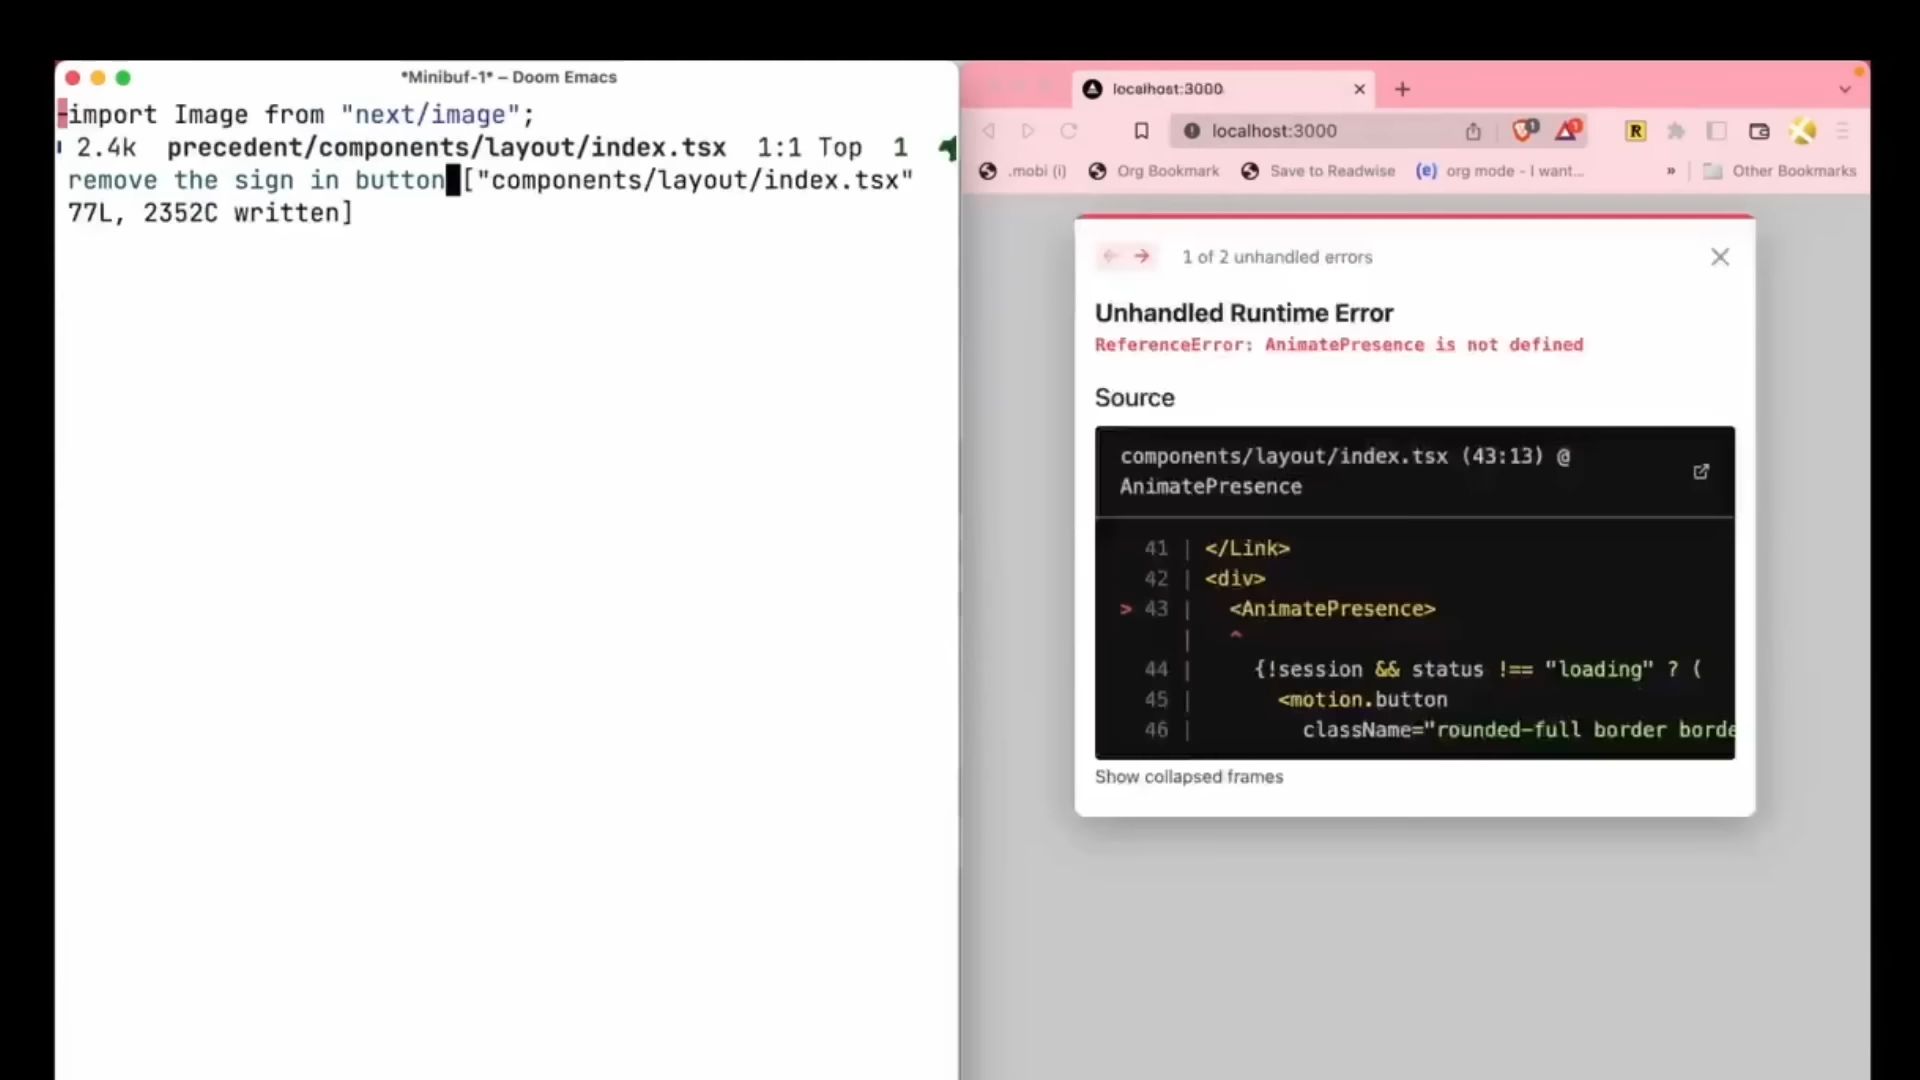 *Minibuf-1* – Doom Emacs
import Image from "next/image";
2.4k precedent/components/layout/index.tsx 1:1 Top 1
remove the sign in button["components/layout/index.tsx"
77L, 2352C written]
localhost:3000
localhost:3000
1
1
R
.mobi (i)
Org Bookmark
Save to Readwise
(e) org mode - I want...
»
Other Bookmarks
1 of 2 unhandled errors
Unhandled Runtime Error
ReferenceError: AnimatePresence is not defined
Source
components/layout/index.tsx (43:13) @
AnimatePresence
41 | </Link>
42 | <div>
> 43 | <AnimatePresence>
| ^
44 | {!session && status !== "loading" ? (
45 | <motion.button
46 | className="rounded-full border borde
Show collapsed frames